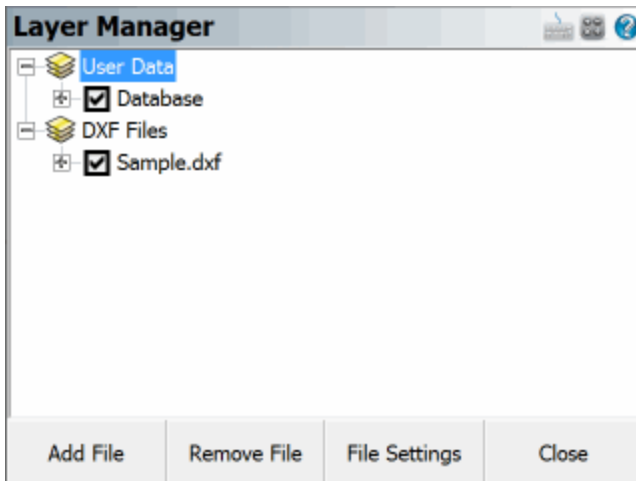 Layer Manager
?
User Data
Database
DXF Files
Sample.dxf
Add File Remove File File Settings Close